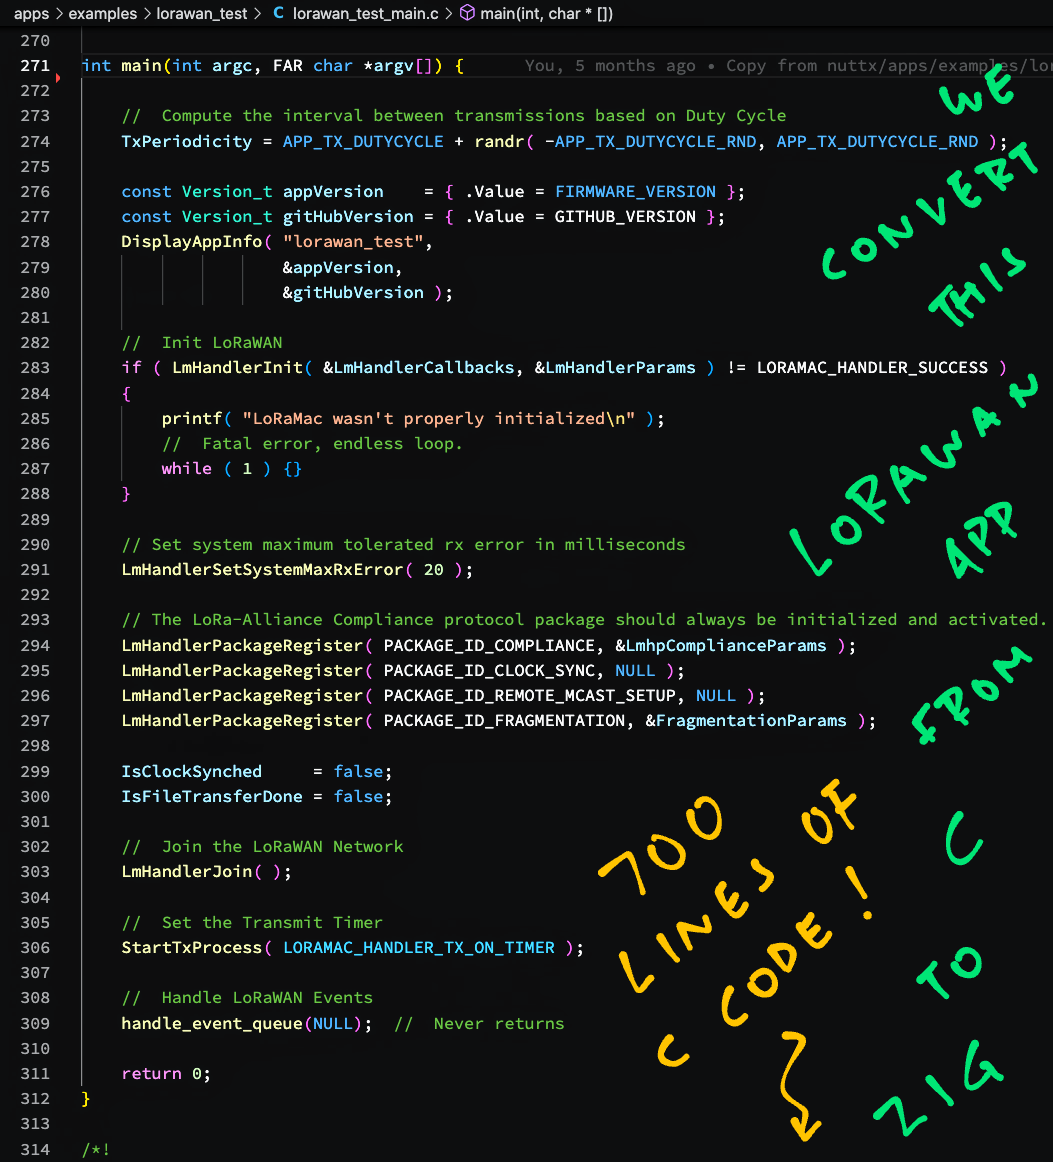 apps > examples > lorawan_test > C lorawan_test_main.c > main(int, char * [])
270
271 int main(int argc, FAR char *argv[]) { You, 5 months ago • Copy from nuttx/apps/examples/lor
272
273 //  Compute the interval between transmissions based on Duty Cycle
274 TxPeriodicity = APP_TX_DUTYCYCLE + randr( -APP_TX_DUTYCYCLE_RND, APP_TX_DUTYCYCLE_RND );
275
276 const Version_t appVersion    = { .Value = FIRMWARE_VERSION };
277 const Version_t gitHubVersion = { .Value = GITHUB_VERSION };
278 DisplayAppInfo( "lorawan_test",
279 &appVersion,
280 &gitHubVersion );
281
282 //  Init LoRaWAN
283 if ( LmHandlerInit( &LmHandlerCallbacks, &LmHandlerParams ) != LORAMAC_HANDLER_SUCCESS )
284 {
285 printf( "LoRaMac wasn't properly initialized\n" );
286 //  Fatal error, endless loop.
287 while ( 1 ) {}
288 }
289
290 // Set system maximum tolerated rx error in milliseconds
291 LmHandlerSetSystemMaxRxError( 20 );
292
293 // The LoRa-Alliance Compliance protocol package should always be initialized and activated.
294 LmHandlerPackageRegister( PACKAGE_ID_COMPLIANCE, &LmhpComplianceParams );
295 LmHandlerPackageRegister( PACKAGE_ID_CLOCK_SYNC, NULL );
296 LmHandlerPackageRegister( PACKAGE_ID_REMOTE_MCAST_SETUP, NULL );
297 LmHandlerPackageRegister( PACKAGE_ID_FRAGMENTATION, &FragmentationParams );
298
299 IsClockSynched     = false;
300 IsFileTransferDone = false;
301
302 //  Join the LoRaWAN Network
303 LmHandlerJoin( );
304
305 //  Set the Transmit Timer
306 StartTxProcess( LORAMAC_HANDLER_TX_ON_TIMER );
307
308 //  Handle LoRaWAN Events
309 handle_event_queue(NULL);  //  Never returns
310
311 return 0;
312 }
313
314 /*!
WE
CONVERT
THIS
LORAWAN
APP
FROM
C
TO
ZIG
700
LINES OF
C CODE!